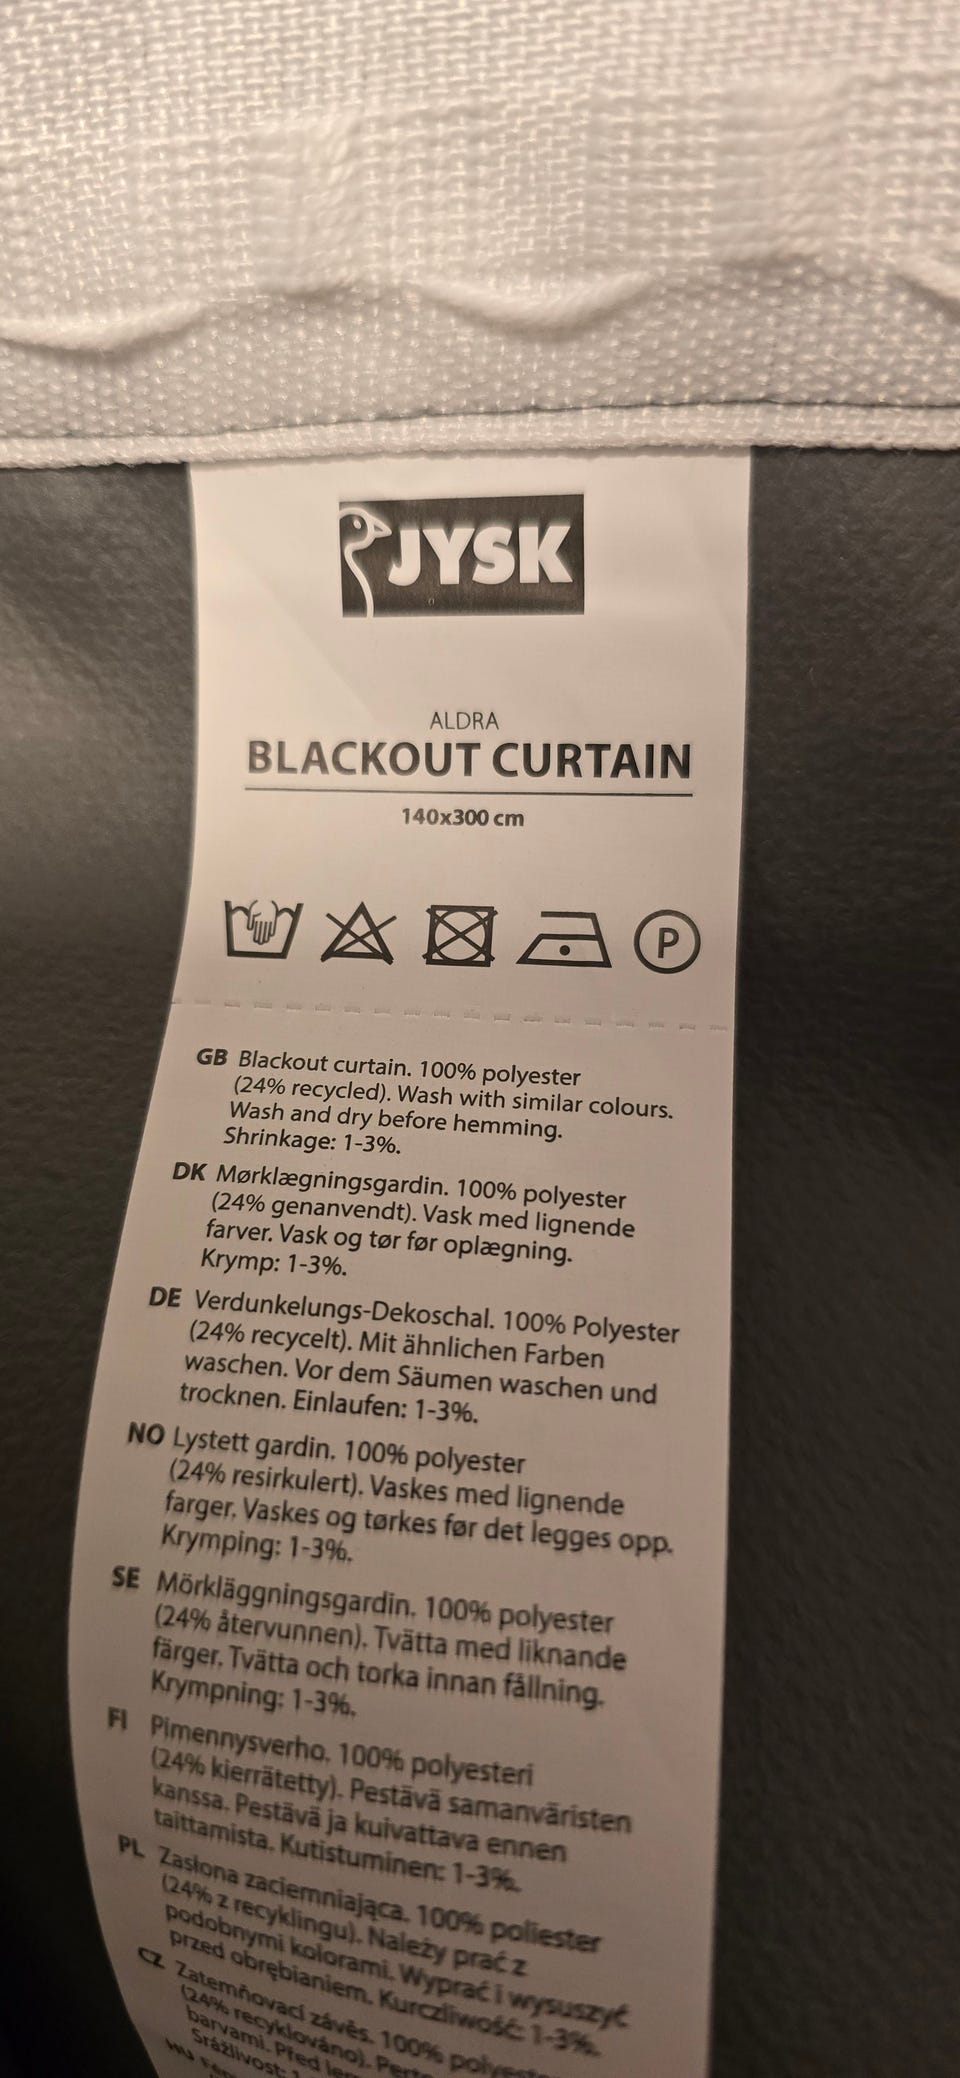 JYSK
ALDRA
BLACKOUT CURTAIN
140x300 cm
P
GB Blackout curtain. 100% polyester
(24% recycled). Wash with similar colours.
Wash and dry before hemming.
Shrinkage: 1-3%.
DK Mørklægningsgardin. 100% polyester
(24% genanvendt). Vask med lignende
farver. Vask og tør før oplægning.
Krymp: 1-3%.
DE Verdunkelungs-Dekoschal. 100% Polyester
(24% recycelt). Mit ähnlichen Farben
waschen. Vor dem Säumen waschen und
trocknen. Einlaufen: 1-3%.
NO Lystett gardin. 100% polyester
(24% resirkulert). Vaskes med lignende
farger. Vaskes og tørkes før det legges opp.
Krymping: 1-3%.
SE Mörkläggningsgardin. 100% polyester
(24% återvunnen). Tvätta med liknande
färger. Tvätta och torka innan fållning.
Krympning: 1-3%.
FI Pimennysverho. 100% polyesteri
(24% kierrätetty). Pestävä samanväristen
kanssa. Pestävä ja kuivattava ennen
taittamista. Kutistuminen: 1-3%.
PL Zasłona zaciemniająca. 100% poliester
(24% z recyklingu). Należy prać z
podobnymi kolorami. Wyprać i wysuszyć
przed obrębianiem. Kurczliwość: 1-3%.
CZ Zatemňovací závěs. 100%
(24% recyklováno).
barvami. Před
Srážlivost:
HU